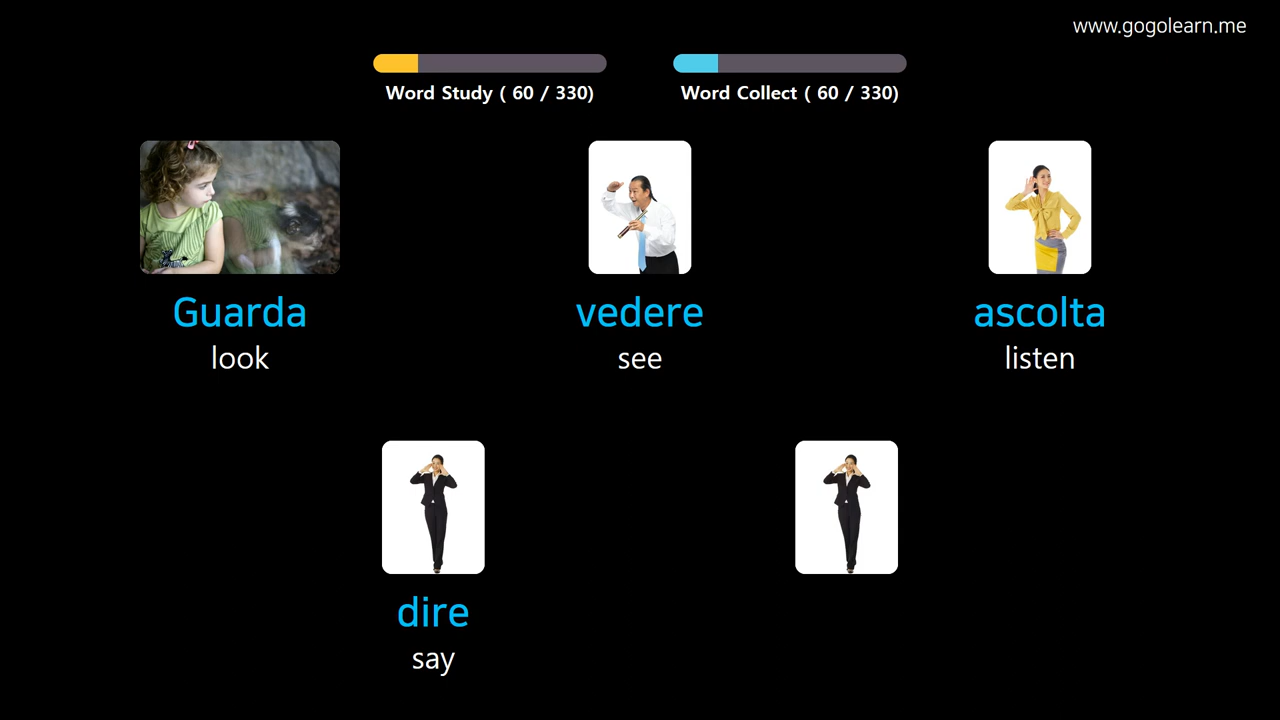 www.gogolearn.me
Word Study ( 60 / 330)
Word Collect ( 60 / 330)
Guarda
look
vedere
see
ascolta
listen
dire
say